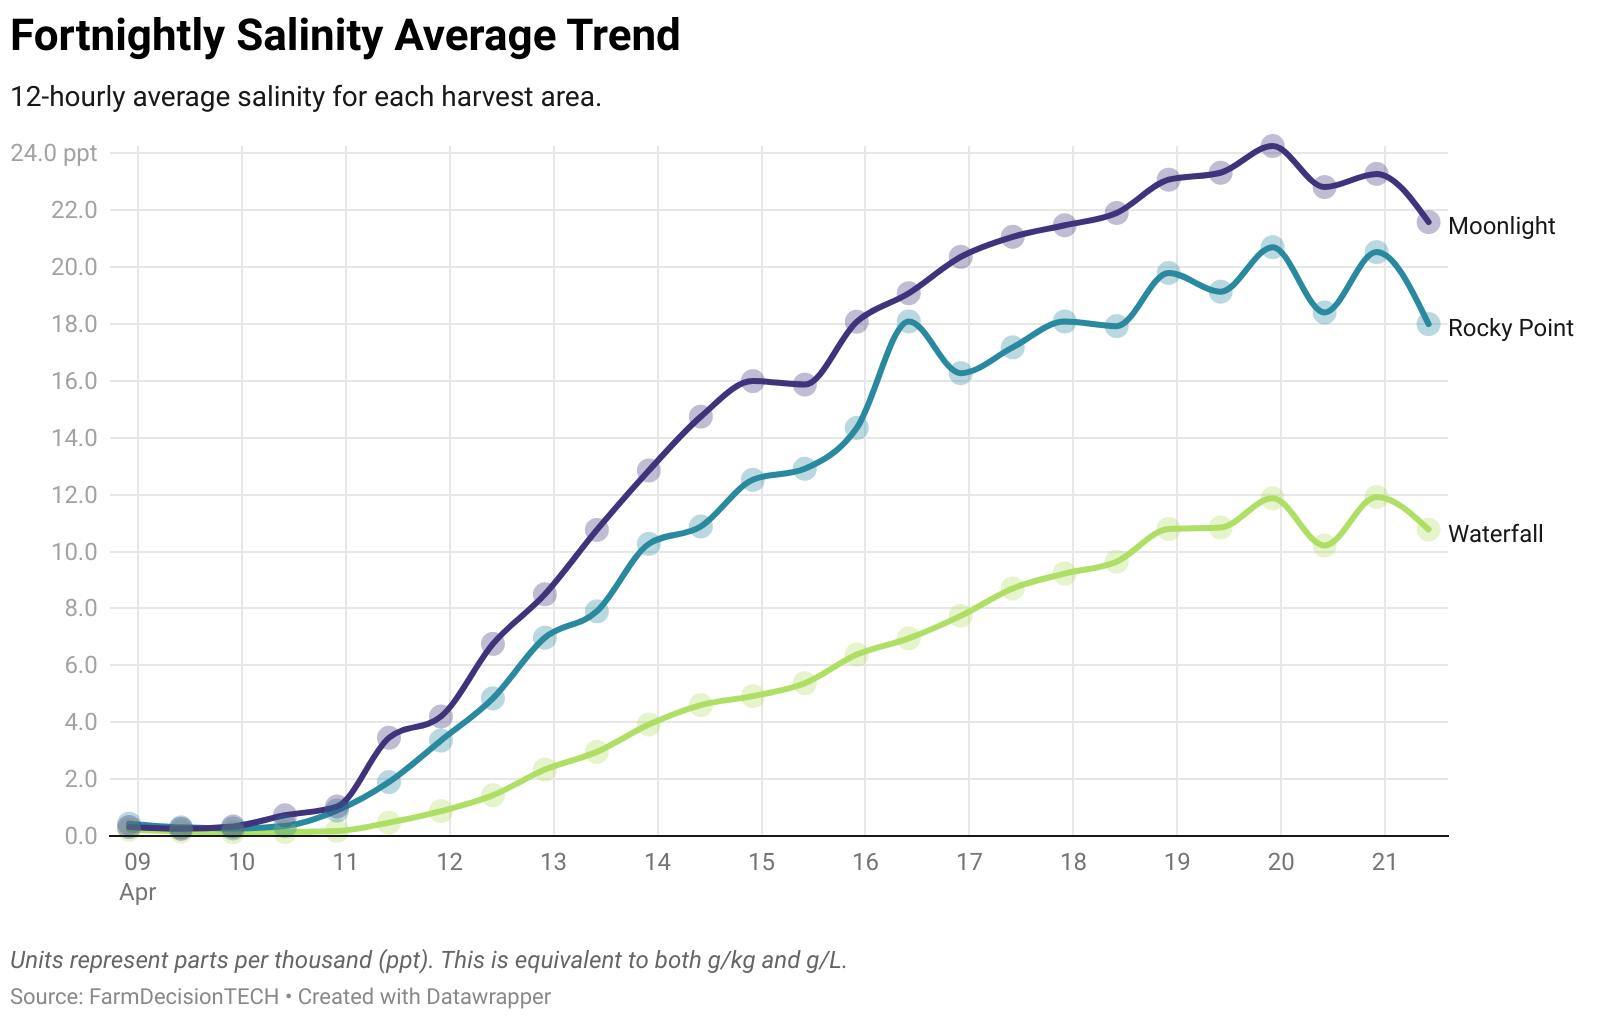 Fortnightly Salinity Average Trend
12-hourly average salinity for each harvest area.
24.0 ppt
22.0
20.0
18.0
16.0
14.0
12.0
10.0
8.0
6.0
4.0
2.0
0.0
Moonlight
Rocky Point
Waterfall
09 10 11 12 13 14 15 16 17 18 19 20 21
Apr
Units represent parts per thousand (ppt). This is equivalent to both g/kg and g/L.
Source: FarmDecisionTECH • Created with Datawrapper